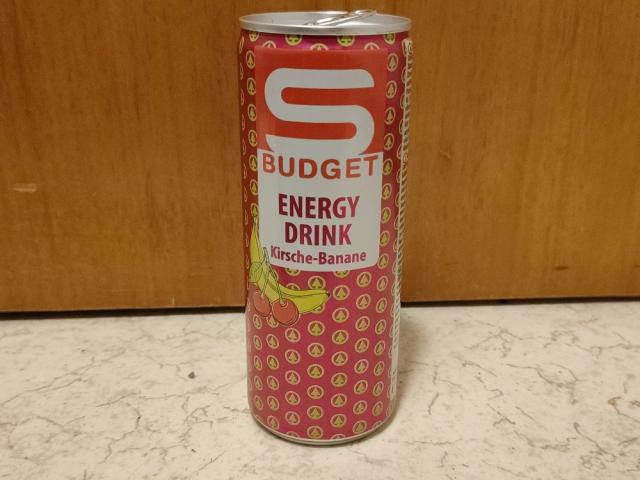 S
BUDGET
ENERGY
DRINK
Kirsche-Banane